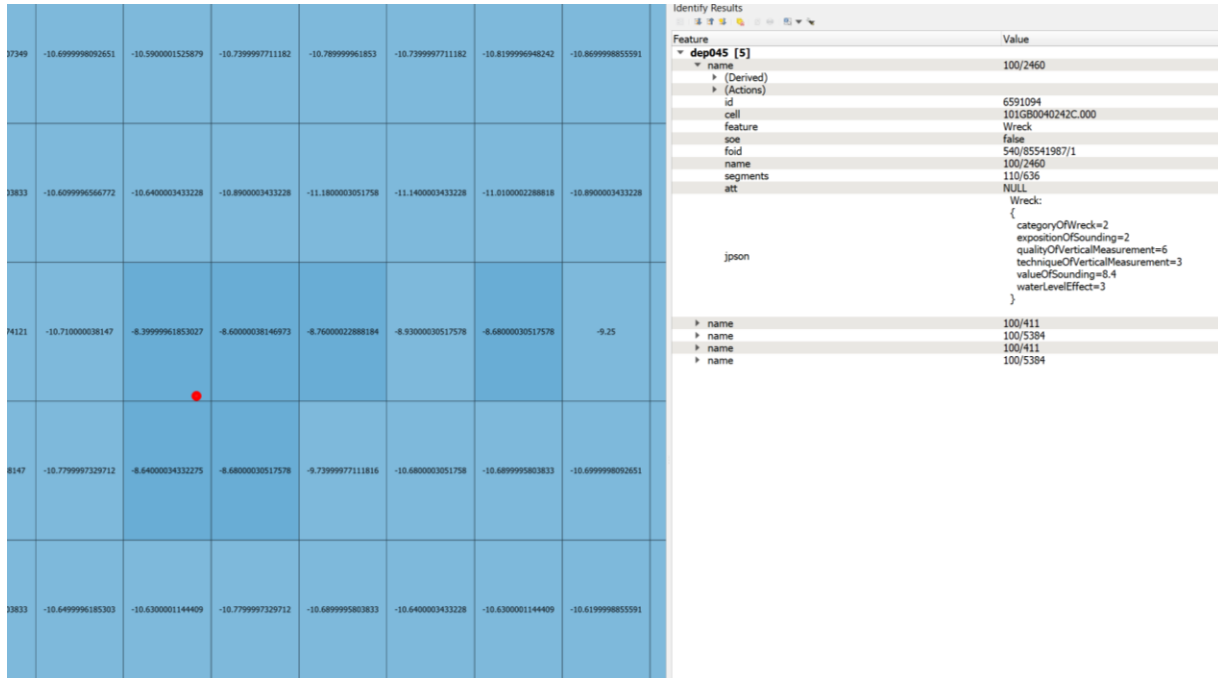 07349 -10.6999998092651 -10.5900001525879 -10.7399997711182 -10.789999961853 -10.7399997711182 -10.8199996948242 -10.8699998855591
03833 -10.6099996566772 -10.6400003433228 -10.8900003433228 -11.1800003051758 -11.1400003433228 -11.0100002288818 -10.8900003433228
74121 -10.710000038147 -8.39999961853027 -8.60000038146973 -8.76000022888184 -8.93000030517578 -8.68000030517578 -9.25
8147 -10.7799997329712 -8.64000034332275 -8.68000030517578 -9.73999977111816 -10.6800003051758 -10.6899995803833 -10.6999998092651
03833 -10.6499996185303 -10.6300001144409 -10.7799997329712 -10.6899995803833 -10.6400003433228 -10.6300001144409 -10.6199998855591
Identify Results
Feature Value
dep045 [5]
name 100/2460
(Derived)
(Actions)
id 6591094
cell 101GB0040242C.000
feature Wreck
soe false
foid 540/85541987/1
name 100/2460
segments 110/636
att NULL
jpson Wreck:
{
categoryOfWreck=2
expositionOfSounding=2
qualityOfVerticalMeasurement=6
techniqueOfVerticalMeasurement=3
valueOfSounding=8.4
waterLevelEffect=3
}
name 100/411
name 100/5384
name 100/411
name 100/5384